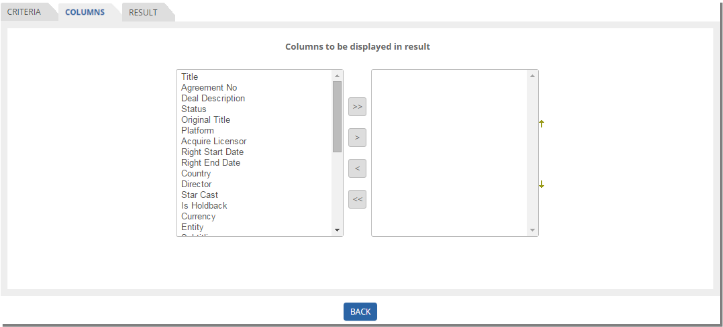 CRITERIA COLUMNS RESULT
Columns to be displayed in result
Title
Agreement No
Deal Description
Status
Original Title
Platform
Acquire Licensor
Right Start Date
Right End Date
Country
Director
Star Cast
Is Holdback
Currency
Entity
>>
>
<
<<
BACK